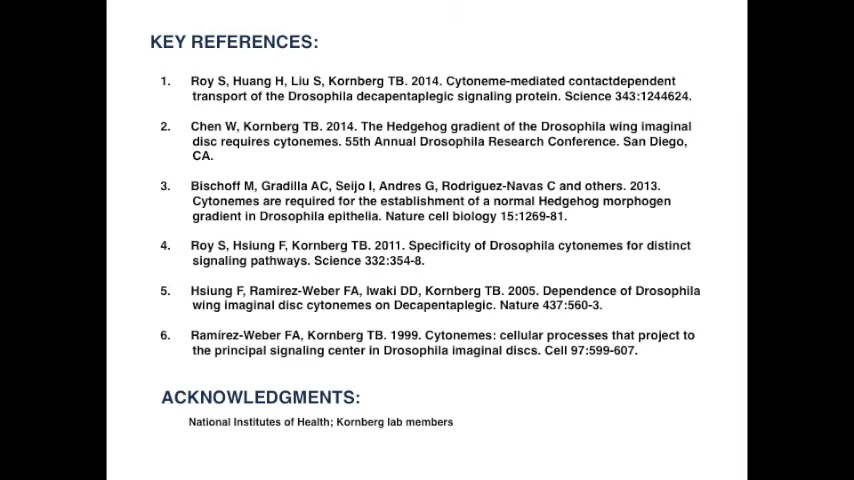 KEY REFERENCES:
1. Roy S, Huang H, Liu S, Kornberg TB. 2014. Cytoneme-mediated contactdependent
transport of the Drosophila decapentaplegic signaling protein. Science 343:1244624.
2. Chen W, Kornberg TB. 2014. The Hedgehog gradient of the Drosophila wing imaginal
disc requires cytonemes. 55th Annual Drosophila Research Conference. San Diego,
CA.
3. Bischoff M, Gradilla AC, Seijo I, Andres G, Rodriguez-Navas C and others. 2013.
Cytonemes are required for the establishment of a normal Hedgehog morphogen
gradient in Drosophila epithelia. Nature cell biology 15:1269-81.
4. Roy S, Hsiung F, Kornberg TB. 2011. Specificity of Drosophila cytonemes for distinct
signaling pathways. Science 332:354-8.
5. Hsiung F, Ramirez-Weber FA, Iwaki DD, Kornberg TB. 2005. Dependence of Drosophila
wing imaginal disc cytonemes on Decapentaplegic. Nature 437:560-3.
6. Ramírez-Weber FA, Kornberg TB. 1999. Cytonemes: cellular processes that project to
the principal signaling center in Drosophila imaginal discs. Cell 97:599-607.
ACKNOWLEDGMENTS:
National Institutes of Health; Kornberg lab members